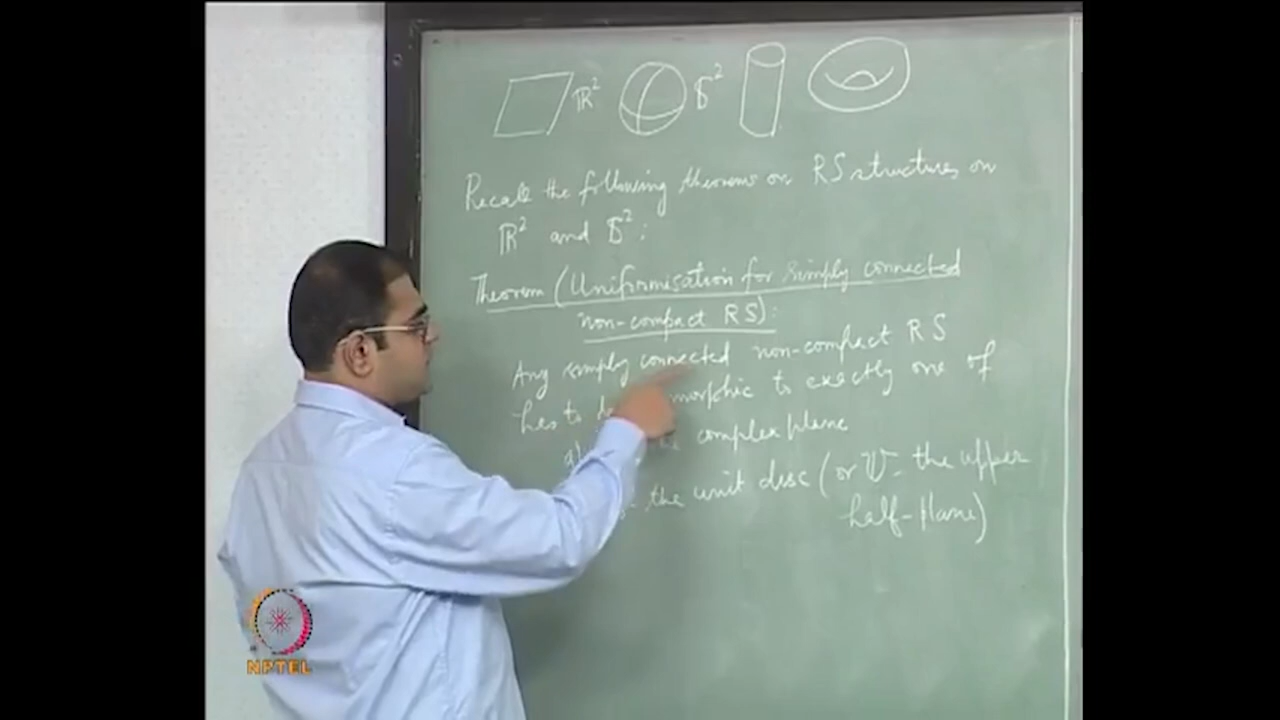 ℝ² 𝕊²
Recall the following theorems on RS structures on
ℝ² and 𝕊²:
Theorem (Uniformisation for simply connected
non-compact RS):
Any simply connected non-compact RS
has to morphic to exactly one of
a) complex plane
the unit disc (or U - the upper
half-plane)
NPTEL